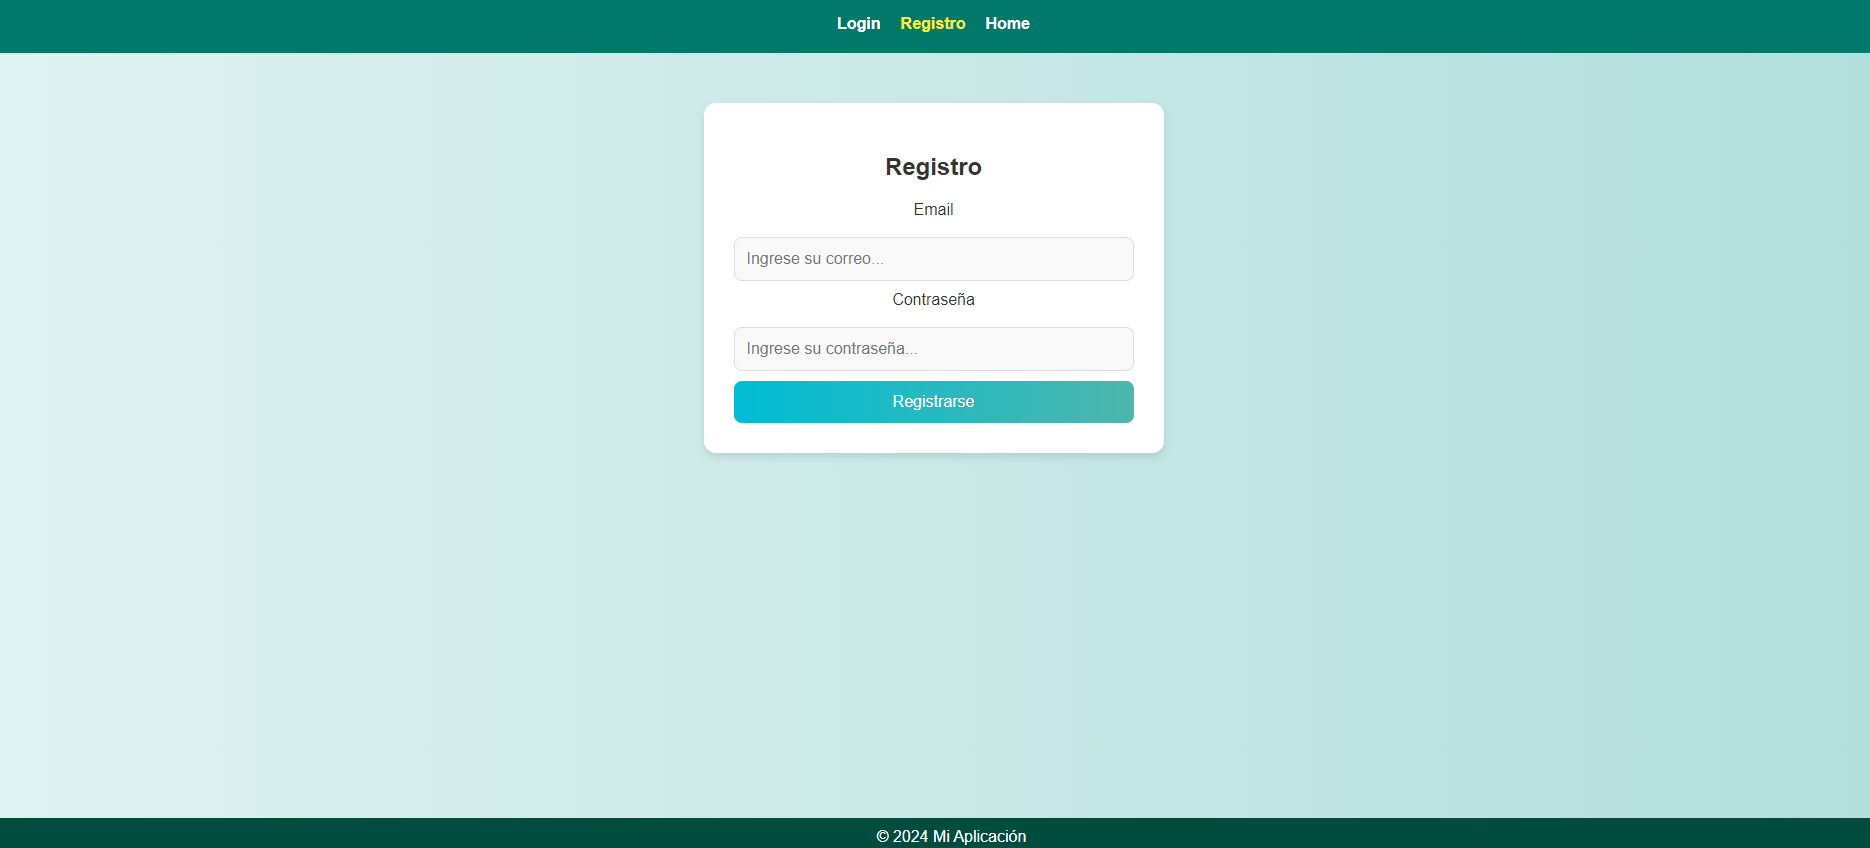 Login Registro Home
Registro
Email
Ingrese su correo...
Contraseña
Ingrese su contraseña...
Registrarse
© 2024 Mi Aplicación